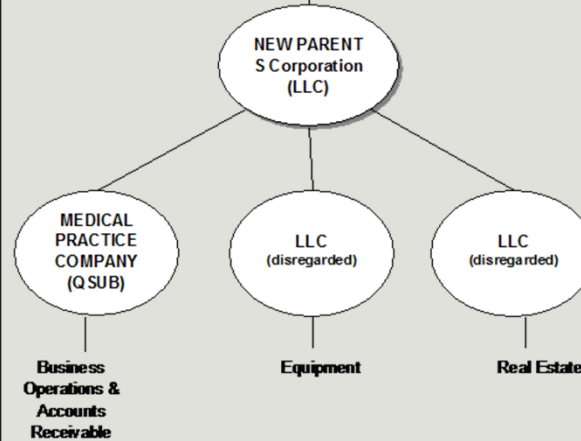 NEW PARENT
S Corporation
(LLC)
MEDICAL
PRACTICE
COMPANY
(QSUB)
LLC
(disregarded)
LLC
(disregarded)
Business
Operations &
Accounts
Receivable
Equipment
Real Estate